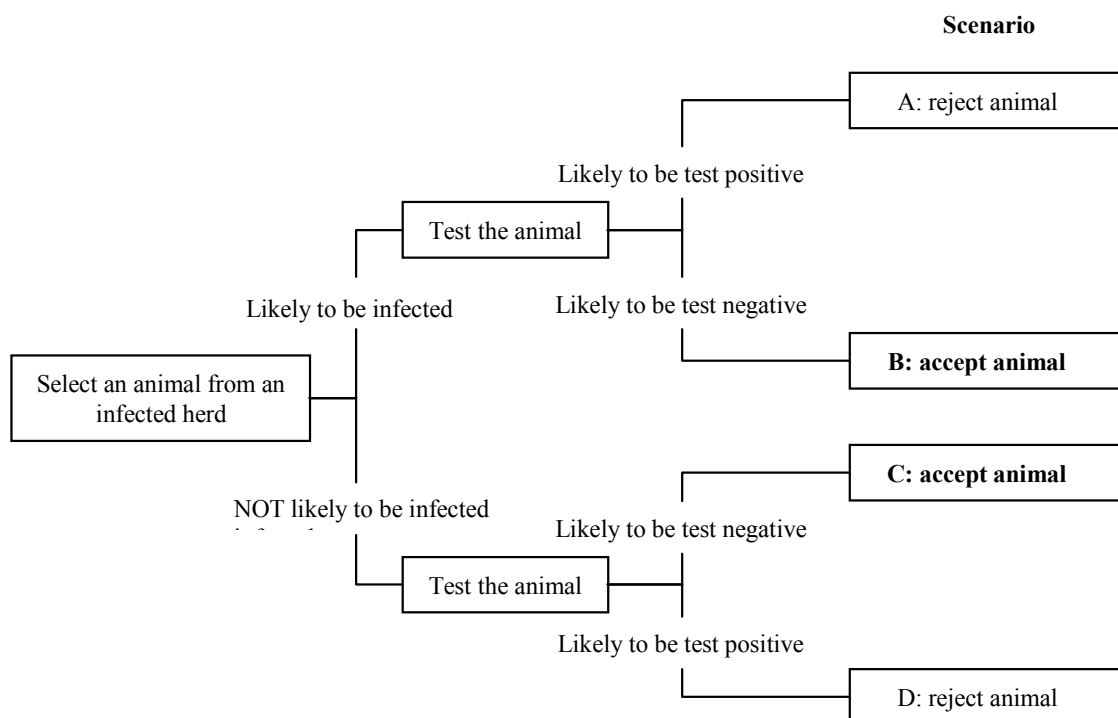 Scenario
A: reject animal
Likely to be test positive
Test the animal
Likely to be infected
Likely to be test negative
B: accept animal
Select an animal from an
infected herd
C: accept animal
NOT likely to be infected
Likely to be test negative
Test the animal
Likely to be test positive
D: reject animal